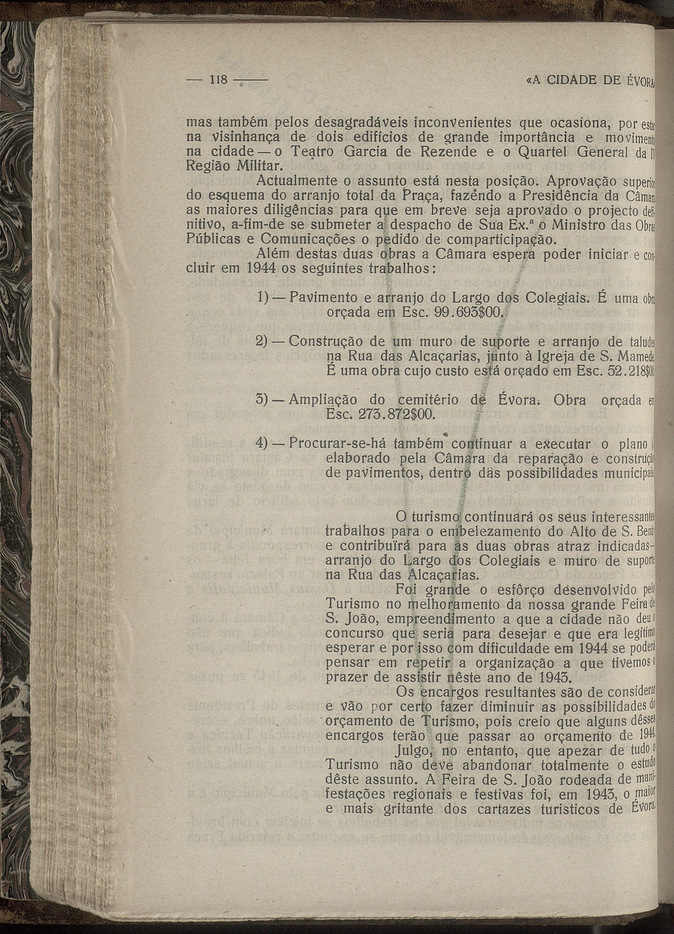 — 118 —
«A CIDADE DE ÉVORA
mas também pelos desagradáveis inconvenientes que ocasiona, por estar
na visinhança de dois edifícios de grande importância e movimento
na cidade — o Teatro Garcia de Rezende e o Quartel General da
Região Militar.
Actualmente o assunto está nesta posição. Aprovação superior
do esquema do arranjo total da Praça, fazendo a Presidência da Câmara
as maiores diligências para que em breve seja aprovado o projecto defi-
nitivo, a-fim-de se submeter a despacho de Sua Ex.ª o Ministro das Obras
Públicas e Comunicações o pedido de comparticipação.
Além destas duas obras a Câmara espera poder iniciar e con-
cluir em 1944 os seguintes trabalhos:
1) — Pavimento e arranjo do Largo dos Colegiais. É uma obra
orçada em Esc. 99.693$00.
2) — Construção de um muro de suporte e arranjo de taludes
na Rua das Alcaçarias, junto à Igreja de S. Mamede.
É uma obra cujo custo está orçado em Esc. 52.218$00
3) — Ampliação do cemitério de Évora. Obra orçada em
Esc. 273.872$00.
4) — Procurar-se-há também continuar a executar o plano
elaborado pela Câmara da reparação e construção
de pavimentos, dentro das possibilidades municipais.
O turismo continuará os seus interessantes
trabalhos para o embelezamento do Alto de S. Bento
e contribuïrá para as duas obras atraz indicadas —
arranjo do Largo dos Colegiais e muro de suporte
na Rua das Alcaçarias.
Foi grande o esfôrço desenvolvido pelo
Turismo no melhoramento da nossa grande Feira de
S. João, empreendimento a que a cidade não deu o
concurso que seria para desejar e que era legítimo
esperar e por isso com dificuldade em 1944 se poderá
pensar em repetir a organização a que tivemos o
prazer de assistir nêste ano de 1943.
Os encargos resultantes são de considerar
e vão por certo fazer diminuir as possibilidades do
orçamento de Turismo, pois creio que alguns dêsses
encargos terão que passar ao orçamento de 1944.
Julgo, no entanto, que apezar de tudo o
Turismo não deve abandonar totalmente o estudo
dêste assunto. A Feira de S. João rodeada de mani-
festações regionais e festivas foi, em 1943, o maior
e mais gritante dos cartazes turisticos de Évora.